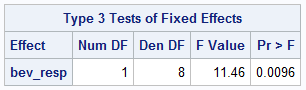 Type 3 Tests of Fixed Effects
Effect Num DF Den DF F Value Pr > F
bev_resp 1 8 11.46 0.0096